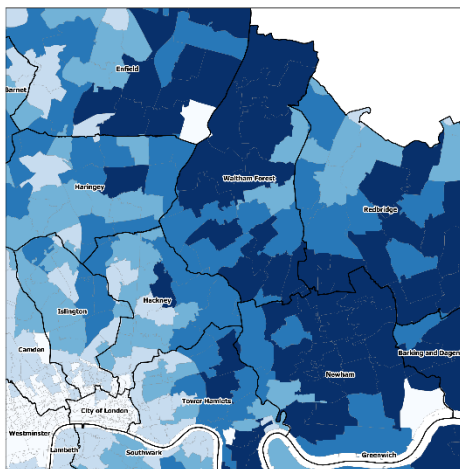 Enfield
Barnet
Waltham Forest
Haringey
Redbridge
Hackney
Islington
Camden
Barking and Dagen
Newham
Tower Hamlets
City of London
Westminster
Lambeth
Southwark
Greenwich